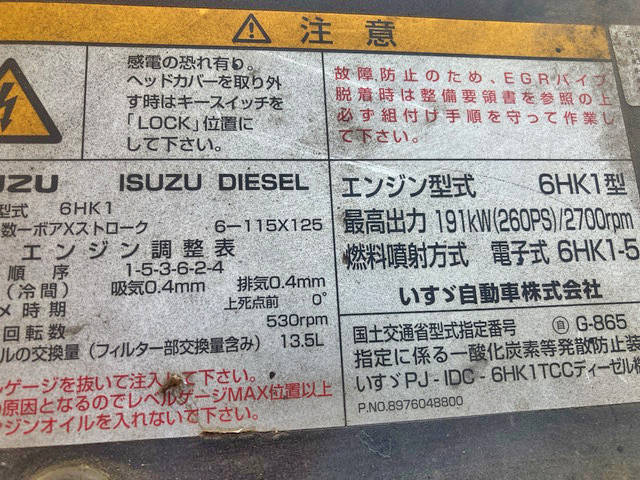 ⚠ 注意
感電の恐れ有り。
ヘッドカバーを取り外
す時はキースイッチを
「LOCK」位置に
して下さい。
故障防止のため、EGRパイプ
脱着時は整備要領書を参照の上
必ず組付け手順を守って作業し
て下さい。
UZU ISUZU DIESEL
型式 6HK1
数ーボアXストローク 6-115X125
エンジン調整表
順序 1-5-3-6-2-4
(冷間) 吸気0.4mm 排気0.4mm
メ時期 上死点前 0°
回転数 530rpm
ルの交換量(フィルター部交換量含み) 13.5L
ルゲージを抜いて注入して下さい。
の原因となるのでレベルゲージMAX位置以上
ジンオイルを入れないで下さい。
エンジン型式 6HK1型
最高出力 191kW(260PS)/2700rpm
燃料噴射方式 電子式 6HK1-5
いすゞ自動車株式会社
国土交通省型式指定番号 自 G-865
指定に係る一酸化炭素等発散防止装
いすゞPJ-IDC-6HK1TCCディーゼル機
P.NO.8976048800